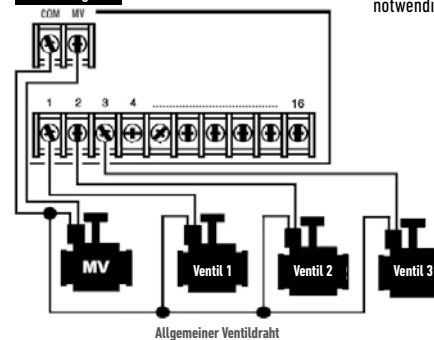 notwendi
COM MV
1 2 3 4 ........................................ 16
MV
Ventil 1
Ventil 2
Ventil 3
Allgemeiner Ventildraht